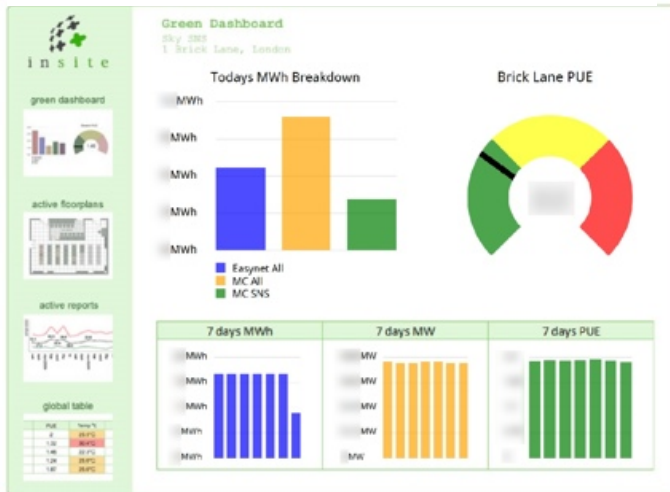 insite
green dashboard
active floorplans
active reports
global table
PUE
Green Dashboard
Sky SNS
1 Brick Lane, London
Todays MWh Breakdown
MWh
MWh
MWh
MWh
MWh
Easynet All
MC All
MC SNS
Brick Lane PUE
7 days MWh
MWh
MWh
MWh
MWh
MWh
7 days MW
MW
MW
MW
MW
MW
7 days PUE